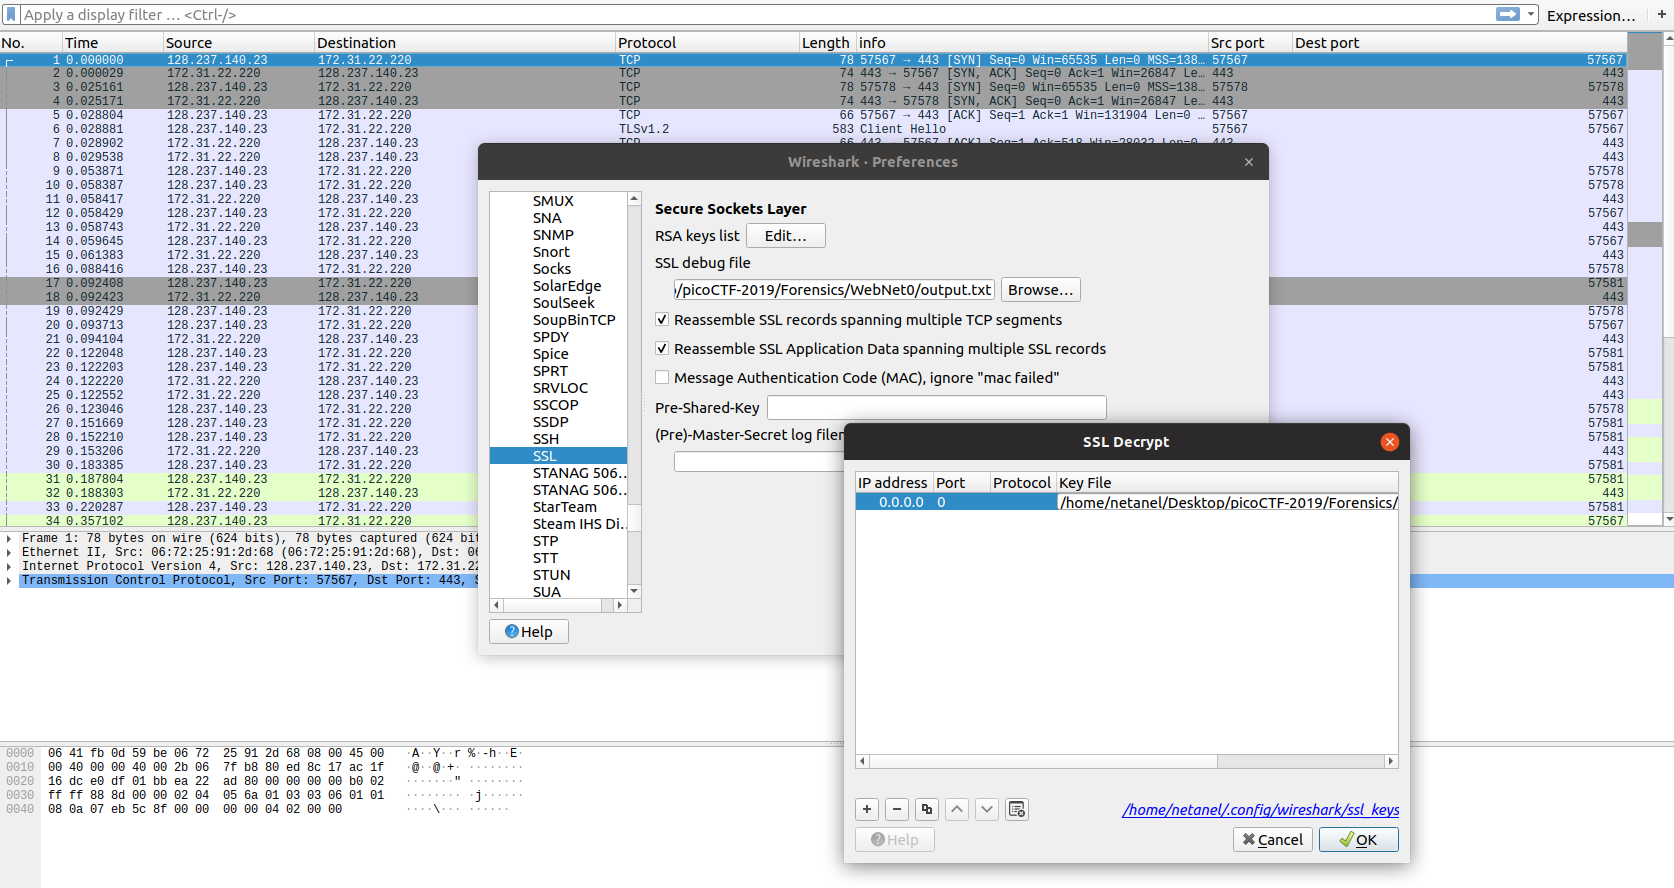 Apply a display filter … <Ctrl-/>
Expression…
+
No. Time Source Destination Protocol Length info Src port Dest port
1 0.000000 128.237.140.23 172.31.22.220 TCP 78 57567 → 443 [SYN] Seq=0 Win=65535 Len=0 MSS=138… 57567
2 0.000029 172.31.22.220 128.237.140.23 TCP 74 443 → 57567 [SYN, ACK] Seq=0 Ack=1 Win=26847 Le… 443 443
3 0.025161 128.237.140.23 172.31.22.220 TCP 78 57578 → 443 [SYN] Seq=0 Win=65535 Len=0 MSS=138… 57578 57578
4 0.025171 172.31.22.220 128.237.140.23 TCP 74 443 → 57578 [SYN, ACK] Seq=0 Ack=1 Win=26847 Le… 443 443
5 0.028804 128.237.140.23 172.31.22.220 TCP 66 57567 → 443 [ACK] Seq=1 Ack=1 Win=131904 Len=0 … 57567 57567
6 0.028881 128.237.140.23 172.31.22.220 TLSv1.2 583 Client Hello 57567 57567
7 0.028902 172.31.22.220 128.237.140.23 TCP 66 443 → 57567 [ACK] Seq=1 Ack=518 Win=28032 Len=0 … 443 443
8 0.029538 172.31.22.220 128.237.140.23 443
9 0.053871 128.237.140.23 172.31.22.220 57578
10 0.058387 128.237.140.23 172.31.22.220 57578
11 0.058417 172.31.22.220 128.237.140.23 443
12 0.058429 128.237.140.23 172.31.22.220 57567
13 0.058743 172.31.22.220 128.237.140.23 443
14 0.059645 128.237.140.23 172.31.22.220 57567
15 0.061383 172.31.22.220 128.237.140.23 443
16 0.088416 128.237.140.23 172.31.22.220 57578
17 0.092408 128.237.140.23 172.31.22.220 57581
18 0.092423 172.31.22.220 128.237.140.23 443
19 0.092429 128.237.140.23 172.31.22.220 57578
20 0.093713 128.237.140.23 172.31.22.220 57567
21 0.094104 172.31.22.220 128.237.140.23 443
22 0.122048 128.237.140.23 172.31.22.220 57581
23 0.122203 128.237.140.23 172.31.22.220 57581
24 0.122220 172.31.22.220 128.237.140.23 443
25 0.122552 172.31.22.220 128.237.140.23 443
26 0.123046 128.237.140.23 172.31.22.220 57578
27 0.151669 128.237.140.23 172.31.22.220 57581
28 0.152210 128.237.140.23 172.31.22.220 57581
29 0.153206 172.31.22.220 128.237.140.23 443
30 0.183385 128.237.140.23 172.31.22.220 57581
31 0.187804 128.237.140.23 172.31.22.220 57581
32 0.188303 172.31.22.220 128.237.140.23 443
33 0.220287 128.237.140.23 172.31.22.220 57581
34 0.357102 128.237.140.23 172.31.22.220 57567
Wireshark · Preferences
SMUX
SNA
SNMP
Snort
Socks
SolarEdge
SoulSeek
SoupBinTCP
SPDY
Spice
SPRT
SRVLOC
SSCOP
SSDP
SSH
SSL
STANAG 506…
STANAG 506…
StarTeam
Steam IHS Di…
STP
STT
STUN
SUA
Help
Secure Sockets Layer
RSA keys list Edit…
SSL debug file
/picoCTF-2019/Forensics/WebNet0/output.txt Browse…
Reassemble SSL records spanning multiple TCP segments
Reassemble SSL Application Data spanning multiple SSL records
Message Authentication Code (MAC), ignore "mac failed"
Pre-Shared-Key
(Pre)-Master-Secret log filen
SSL Decrypt
IP address Port Protocol Key File
0.0.0.0 0 /home/netanel/Desktop/picoCTF-2019/Forensics/
/home/netanel/.config/wireshark/ssl_keys
Help Cancel OK
Frame 1: 78 bytes on wire (624 bits), 78 bytes captured (624 bit
Ethernet II, Src: 06:72:25:91:2d:68 (06:72:25:91:2d:68), Dst: 06
Internet Protocol Version 4, Src: 128.237.140.23, Dst: 172.31.22
Transmission Control Protocol, Src Port: 57567, Dst Port: 443, S
0000 06 41 fb 0d 59 be 06 72 25 91 2d 68 08 00 45 00 ·A··Y··r %·-h··E·
0010 00 40 00 00 40 00 2b 06 7f b8 80 ed 8c 17 ac 1f ·@··@·+· ········
0020 16 dc e0 df 01 bb ea 22 ad 80 00 00 00 00 b0 02 ·······" ········
0030 ff ff 88 8d 00 00 02 04 05 6a 01 03 03 06 01 01 ········ ·j······
0040 08 0a 07 eb 5c 8f 00 00 00 00 04 02 00 00 ····\··· ······